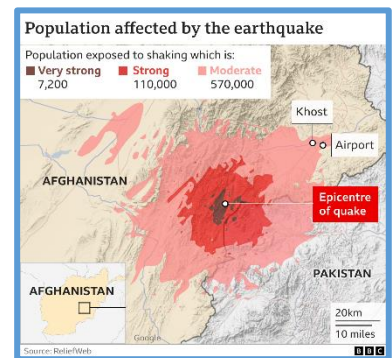 Population affected by the earthquake
Population exposed to shaking which is:
Very strong Strong Moderate
7,200 110,000 570,000
Khost
Airport
AFGHANISTAN
Epicentre
of quake
PAKISTAN
AFGHANISTAN
20km
10 miles
Google
Source: ReliefWeb
BBC